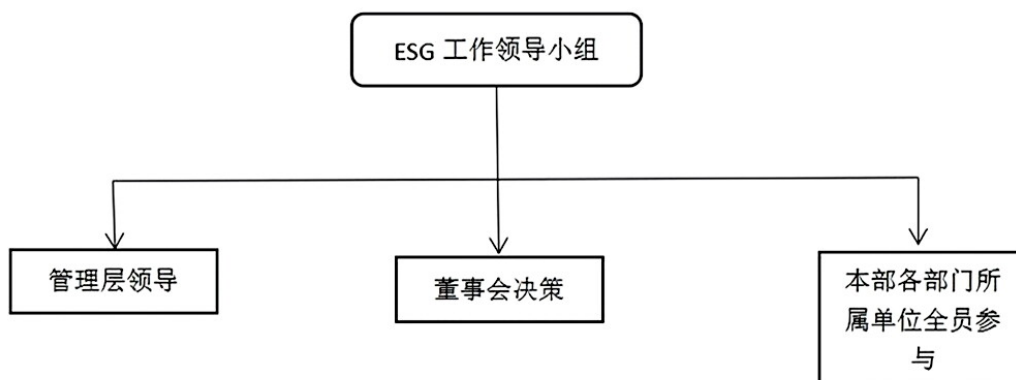 ESG 工作领导小组
管理层领导
董事会决策
本部各部门所
属单位全员参
与